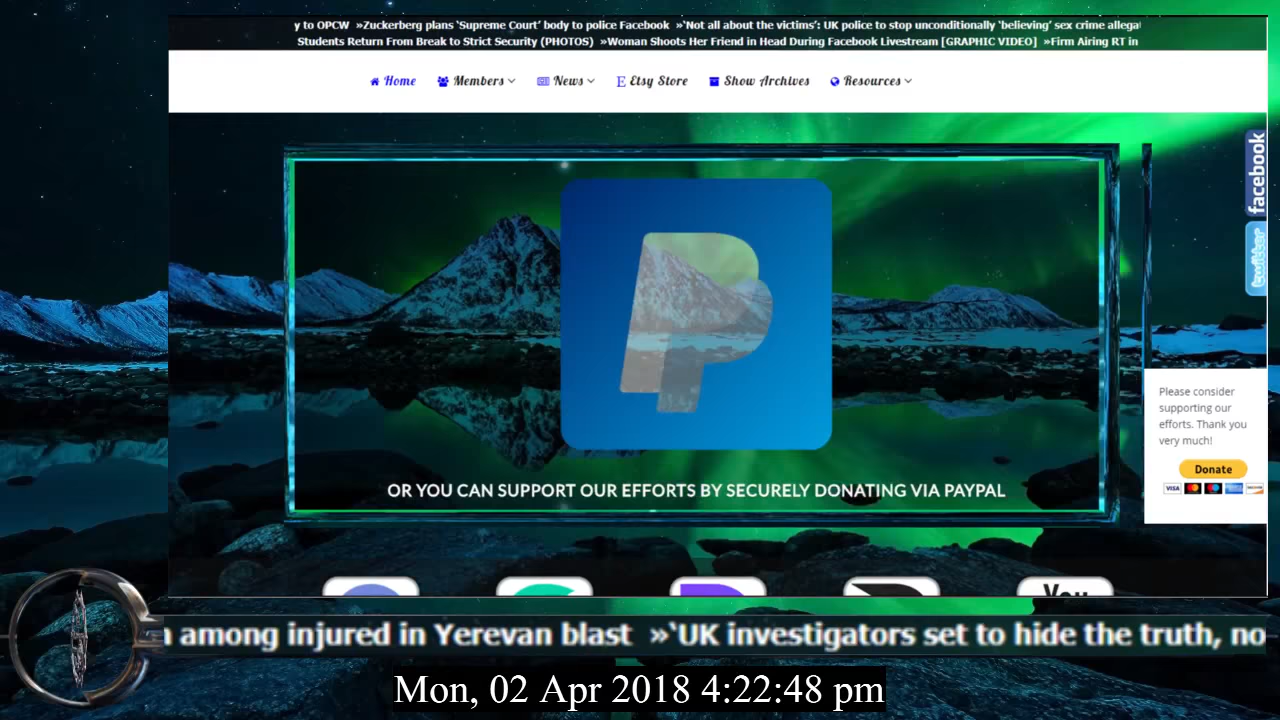 y to OPCW »Zuckerberg plans ‘Supreme Court’ body to police Facebook »‘Not all about the victims’: UK police to stop unconditionally ‘believing’ sex crime allega
Students Return From Break to Strict Security (PHOTOS) »Woman Shoots Her Friend in Head During Facebook Livestream [GRAPHIC VIDEO] »Firm Airing RT in
Home Members News Etsy Store Show Archives Resources
facebook
twitter
Please consider
supporting our
efforts. Thank you
very much!
Donate
VISA
OR YOU CAN SUPPORT OUR EFFORTS BY SECURELY DONATING VIA PAYPAL
You
among injured in Yerevan blast »‘UK investigators set to hide the truth, no
Mon, 02 Apr 2018 4:22:48 pm